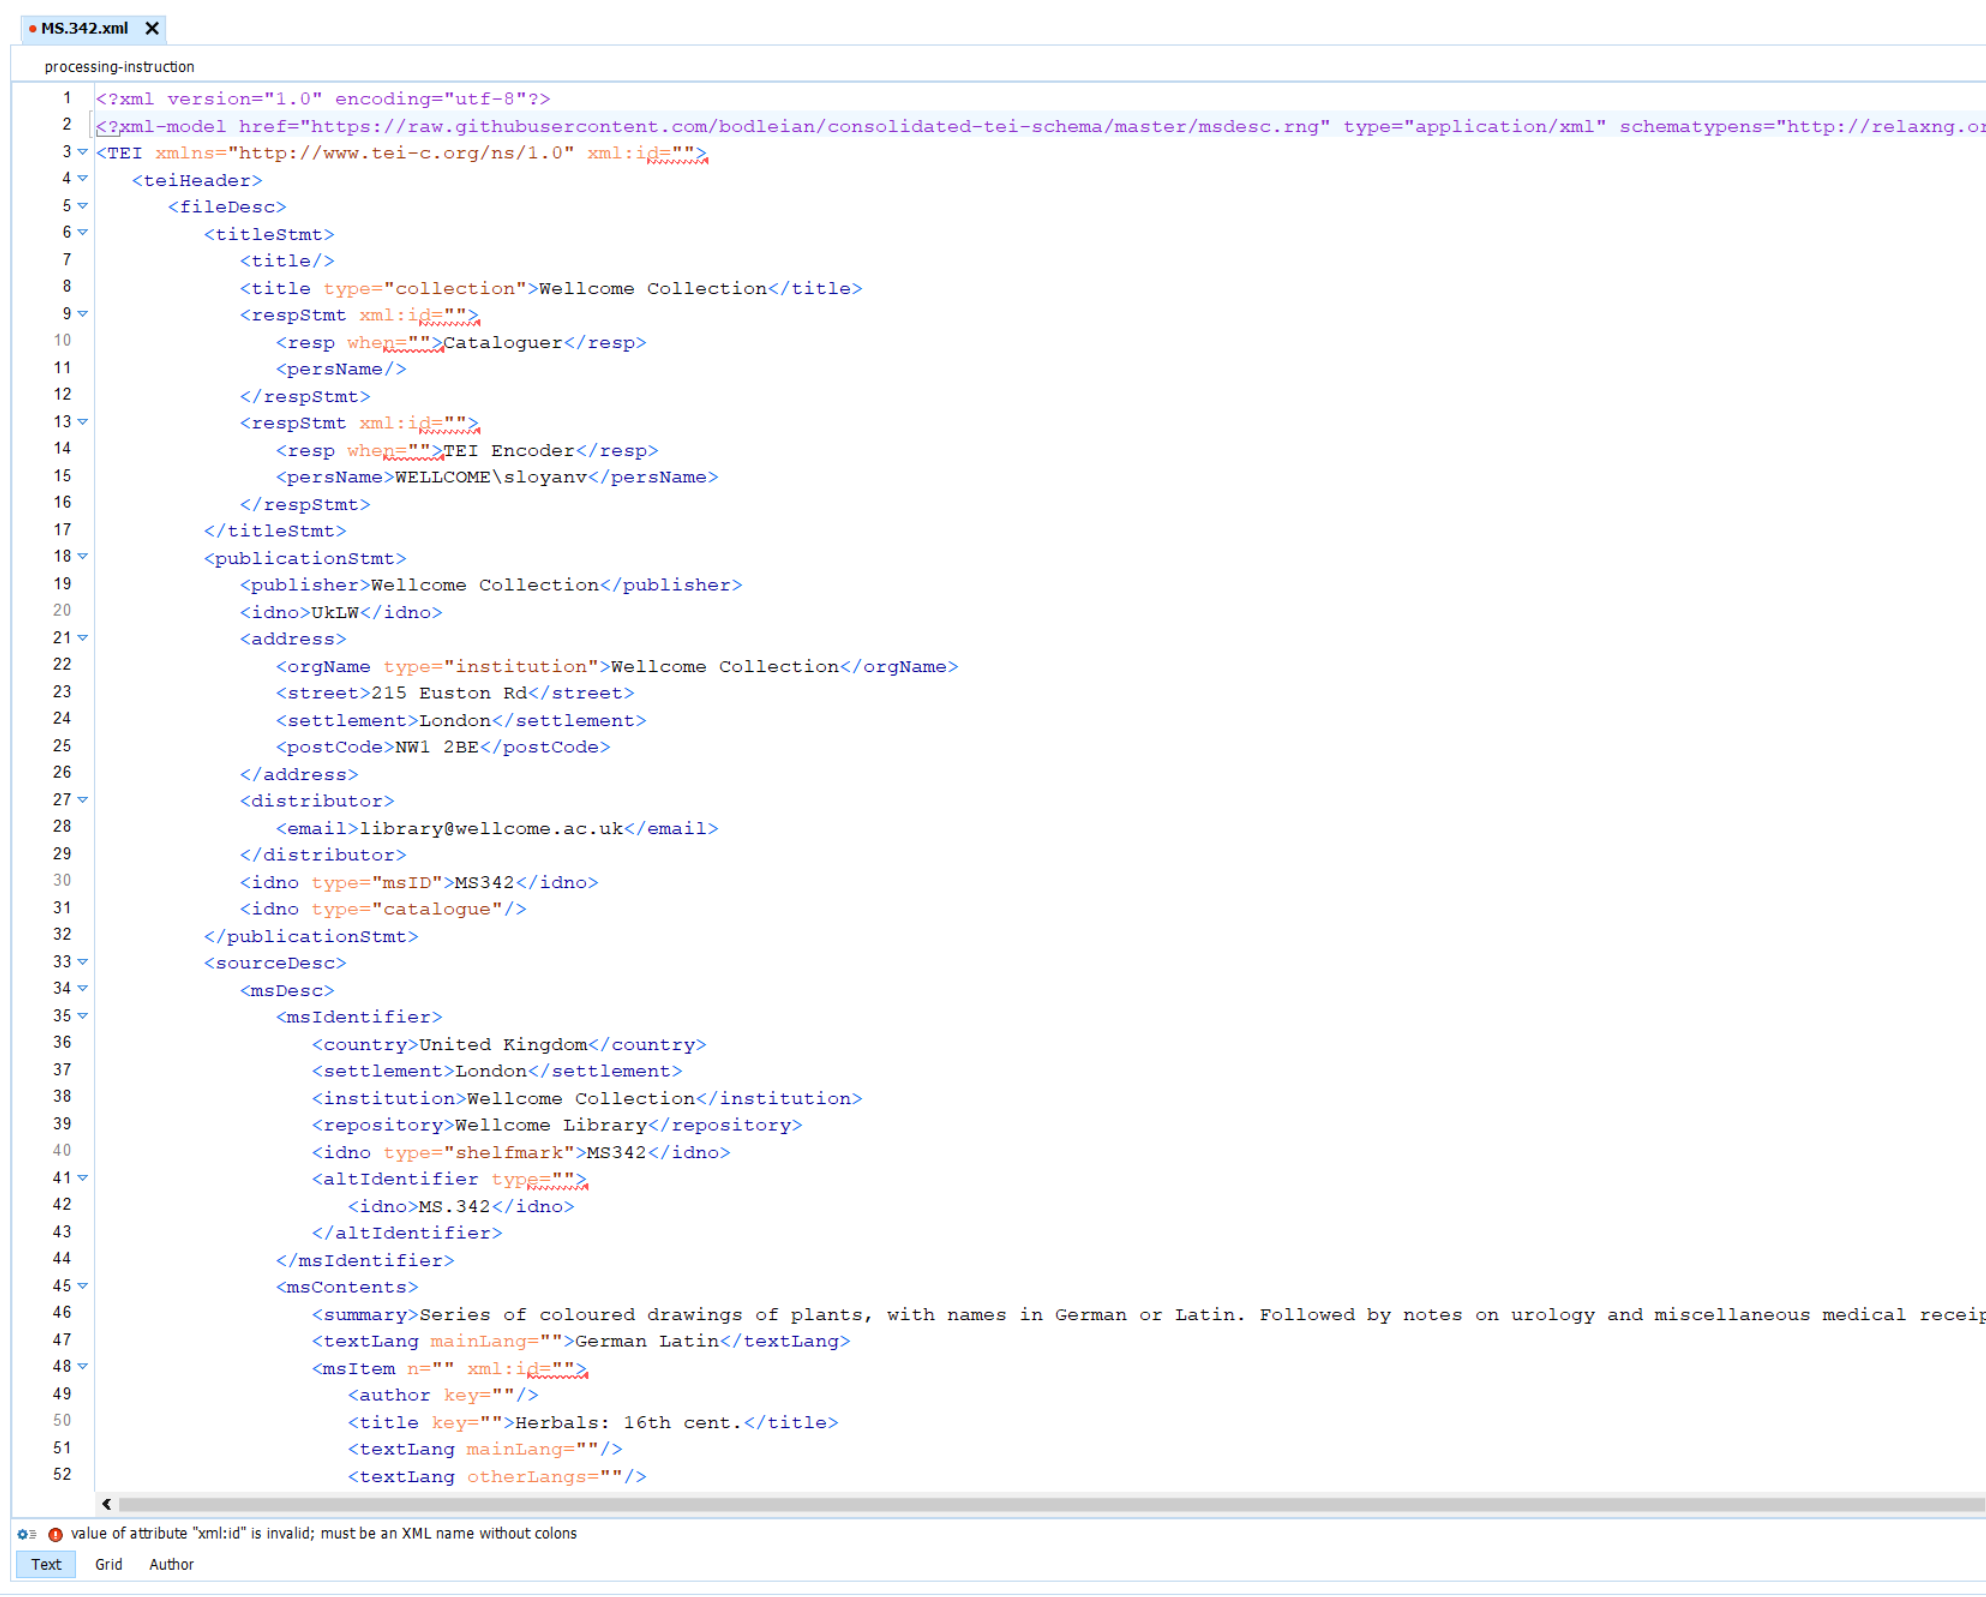 MS.342.xml
processing-instruction
1 <?xml version="1.0" encoding="utf-8"?>
2 <?xml-model href="https://raw.githubusercontent.com/bodleian/consolidated-tei-schema/master/msdesc.rng" type="application/xml" schematypens="http://relaxng.or
3 <TEI xmlns="http://www.tei-c.org/ns/1.0" xml:id="">
4 <teiHeader>
5 <fileDesc>
6 <titleStmt>
7 <title/>
8 <title type="collection">Wellcome Collection</title>
9 <respStmt xml:id="">
10 <resp when="">Cataloguer</resp>
11 <persName/>
12 </respStmt>
13 <respStmt xml:id="">
14 <resp when="">TEI Encoder</resp>
15 <persName>WELLCOME\sloyanv</persName>
16 </respStmt>
17 </titleStmt>
18 <publicationStmt>
19 <publisher>Wellcome Collection</publisher>
20 <idno>UkLW</idno>
21 <address>
22 <orgName type="institution">Wellcome Collection</orgName>
23 <street>215 Euston Rd</street>
24 <settlement>London</settlement>
25 <postCode>NW1 2BE</postCode>
26 </address>
27 <distributor>
28 <email>library@wellcome.ac.uk</email>
29 </distributor>
30 <idno type="msID">MS342</idno>
31 <idno type="catalogue"/>
32 </publicationStmt>
33 <sourceDesc>
34 <msDesc>
35 <msIdentifier>
36 <country>United Kingdom</country>
37 <settlement>London</settlement>
38 <institution>Wellcome Collection</institution>
39 <repository>Wellcome Library</repository>
40 <idno type="shelfmark">MS342</idno>
41 <altIdentifier type="">
42 <idno>MS.342</idno>
43 </altIdentifier>
44 </msIdentifier>
45 <msContents>
46 <summary>Series of coloured drawings of plants, with names in German or Latin. Followed by notes on urology and miscellaneous medical receip
47 <textLang mainLang="">German Latin</textLang>
48 <msItem n="" xml:id="">
49 <author key=""/>
50 <title key="">Herbals: 16th cent.</title>
51 <textLang mainLang=""/>
52 <textLang otherLangs=""/>
value of attribute "xml:id" is invalid; must be an XML name without colons
Text Grid Author